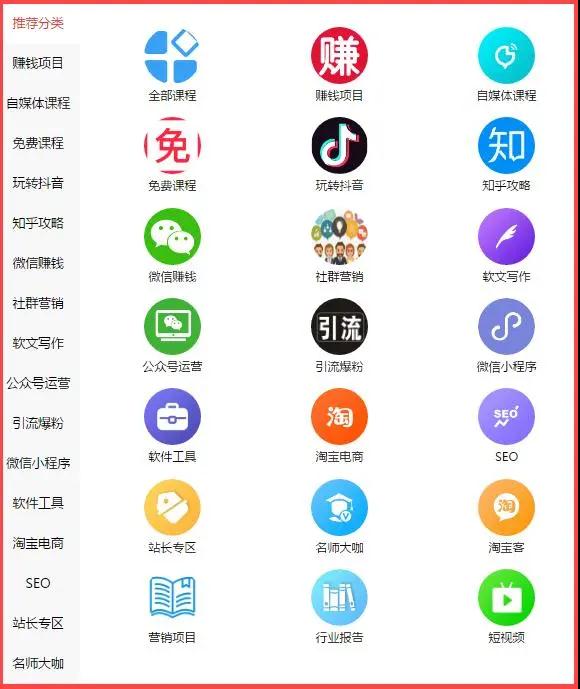 推荐分类
赚钱项目
自媒体课程
免费课程
玩转抖音
知乎攻略
微信赚钱
社群营销
软文写作
公众号运营
引流爆粉
微信小程序
软件工具
淘宝电商
SEO
站长专区
名师大咖
赚
全部课程
赚钱项目
自媒体课程
免
知
免费课程
玩转抖音
知乎攻略
微信赚钱
社群营销
软文写作
引流
公众号运营
引流爆粉
微信小程序
淘
SEO
软件工具
淘宝电商
SEO
V
淘
站长专区
名师大咖
淘宝客
营销项目
行业报告
短视频